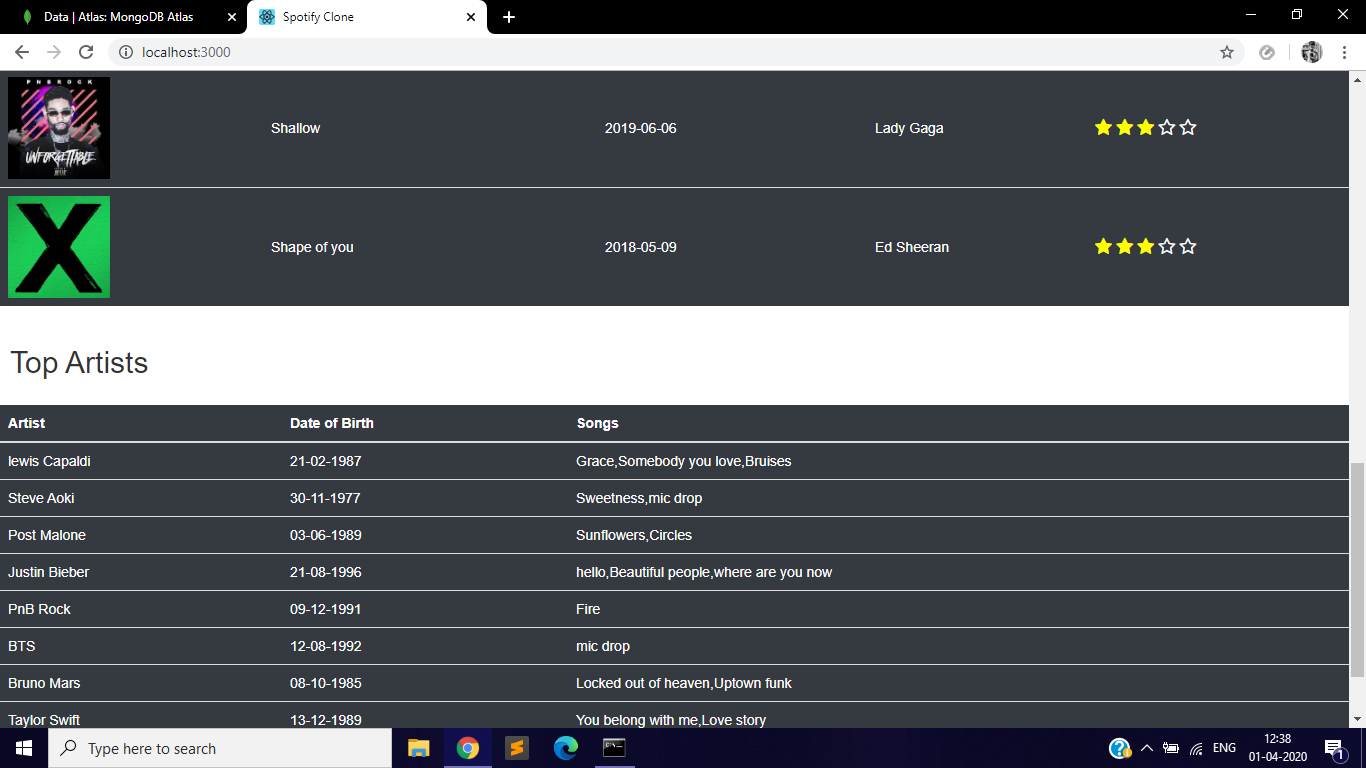 Data | Atlas: MongoDB Atlas
Spotify Clone
localhost:3000
PNBROCK
UNFORGETTABLE
Shallow 2019-06-06 Lady Gaga
X
Shape of you 2018-05-09 Ed Sheeran
Top Artists
Artist Date of Birth Songs
lewis Capaldi 21-02-1987 Grace,Somebody you love,Bruises
Steve Aoki 30-11-1977 Sweetness,mic drop
Post Malone 03-06-1989 Sunflowers,Circles
Justin Bieber 21-08-1996 hello,Beautiful people,where are you now
PnB Rock 09-12-1991 Fire
BTS 12-08-1992 mic drop
Bruno Mars 08-10-1985 Locked out of heaven,Uptown funk
Taylor Swift 13-12-1989 You belong with me,Love story
Type here to search
ENG
12:38
01-04-2020
1